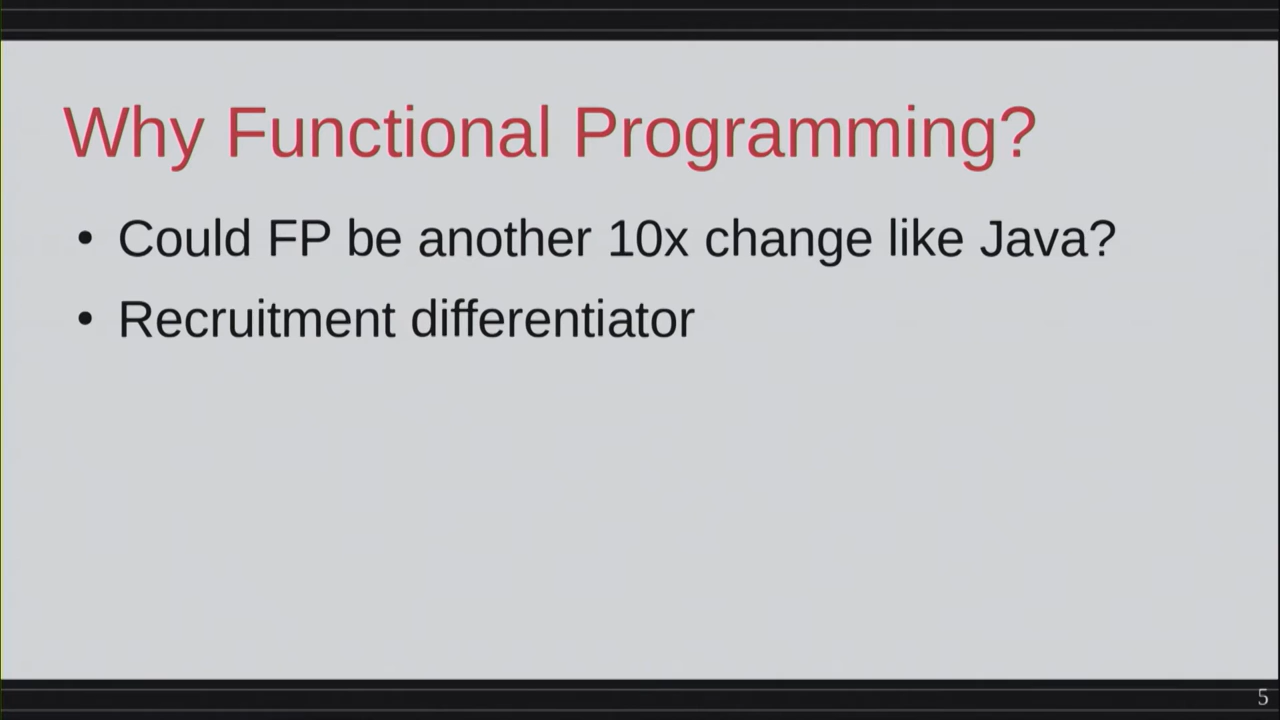 Why Functional Programming?
• Could FP be another 10x change like Java?
• Recruitment differentiator
5